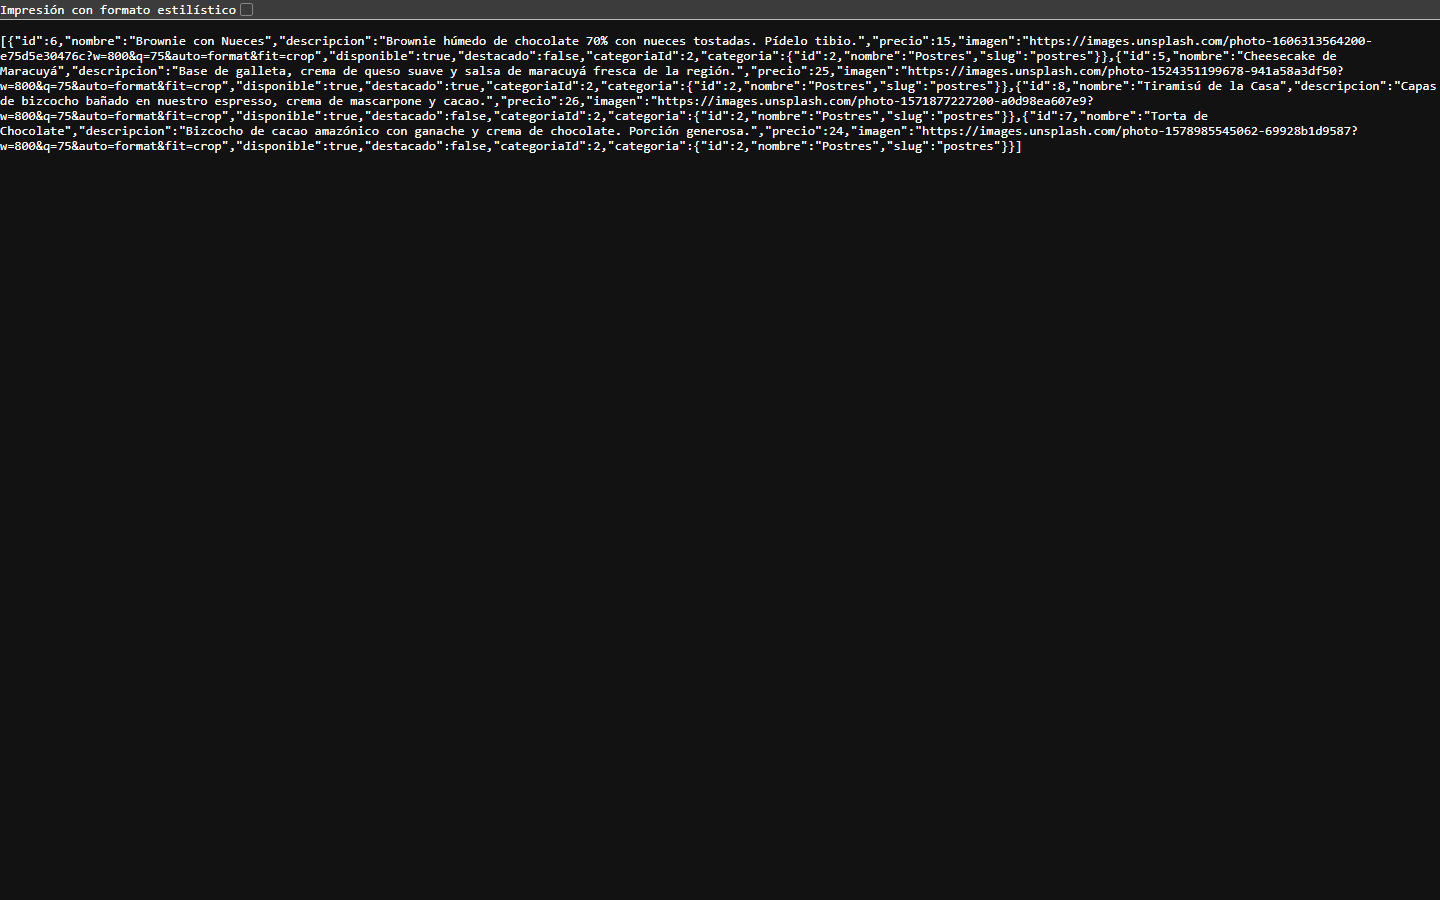 Impresión con formato estilístico
[{"id":6,"nombre":"Brownie con Nueces","descripcion":"Brownie húmedo de chocolate 70% con nueces tostadas. Pídelo tibio.","precio":15,"imagen":"https://images.unsplash.com/photo-1606313564200-
e75d5e30476c?w=800&q=75&auto=format&fit=crop","disponible":true,"destacado":false,"categoriaId":2,"categoria":{"id":2,"nombre":"Postres","slug":"postres"}},{"id":5,"nombre":"Cheesecake de
Maracuyá","descripcion":"Base de galleta, crema de queso suave y salsa de maracuyá fresca de la región.","precio":25,"imagen":"https://images.unsplash.com/photo-1524351199678-941a58a3df50?
w=800&q=75&auto=format&fit=crop","disponible":true,"destacado":true,"categoriaId":2,"categoria":{"id":2,"nombre":"Postres","slug":"postres"}},{"id":8,"nombre":"Tiramisú de la Casa","descripcion":"Capas
de bizcocho bañado en nuestro espresso, crema de mascarpone y cacao.","precio":26,"imagen":"https://images.unsplash.com/photo-1571877227200-a0d98ea607e9?
w=800&q=75&auto=format&fit=crop","disponible":true,"destacado":false,"categoriaId":2,"categoria":{"id":2,"nombre":"Postres","slug":"postres"}},{"id":7,"nombre":"Torta de
Chocolate","descripcion":"Bizcocho de cacao amazónico con ganache y crema de chocolate. Porción generosa.","precio":24,"imagen":"https://images.unsplash.com/photo-1578985545062-69928b1d9587?
w=800&q=75&auto=format&fit=crop","disponible":true,"destacado":false,"categoriaId":2,"categoria":{"id":2,"nombre":"Postres","slug":"postres"}}]